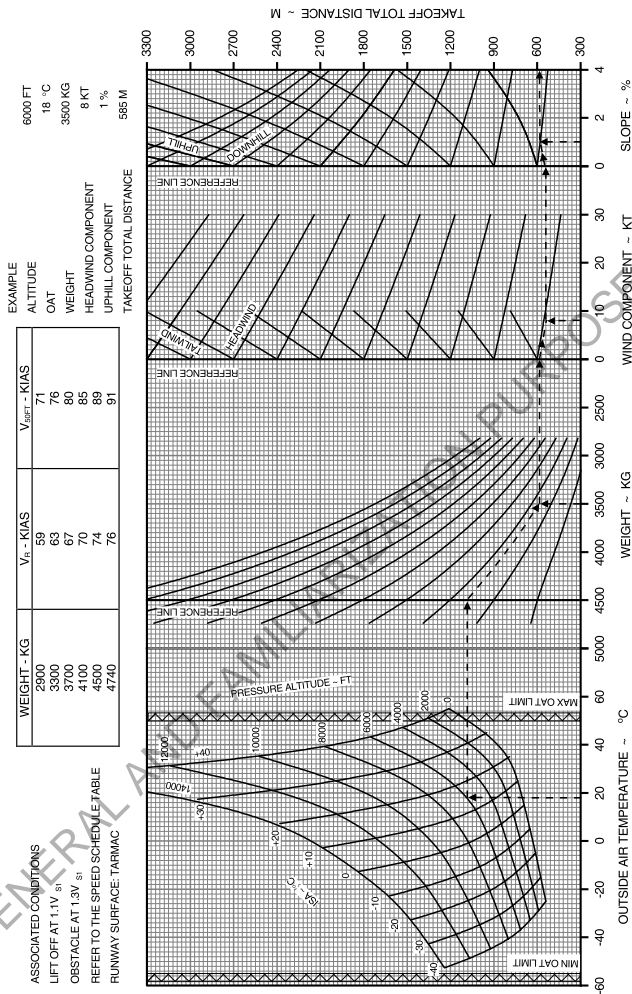 ASSOCIATED CONDITIONS
LIFT OFF AT 1.1V S1
OBSTACLE AT 1.3V S1
REFER TO THE SPEED SCHEDULE TABLE
RUNWAY SURFACE: TARMAC
WEIGHT - KG VR - KIAS V50FT - KIAS
2900 59 71
3300 63 76
3700 67 80
4100 70 85
4500 74 89
4740 76 91
EXAMPLE
ALTITUDE 6000 FT
OAT 18 °C
WEIGHT 3500 KG
HEADWIND COMPONENT 8 KT
UPHILL COMPONENT 1 %
TAKEOFF TOTAL DISTANCE 585 M
GENERAL AND FAMILIARIZATION PURPOSE
TAKEOFF TOTAL DISTANCE ~ M
3300
3000
2700
2400
2100
1800
1500
1200
900
600
300
MIN OAT LIMIT
MAX OAT LIMIT
PRESSURE ALTITUDE ~ FT
14000
12000
10000
8000
6000
4000
2000
0
ISA ~ °C
+40
+30
+20
+10
0
-10
-20
-30
-40
REFERENCE LINE
REFERENCE LINE
TAILWIND
HEADWIND
REFERENCE LINE
UPHILL
DOWNHILL
-60 -40 -20 0 20 40 60
OUTSIDE AIR TEMPERATURE ~ °C
5000 4500 4000 3500 3000 2500
WEIGHT ~ KG
0 10 20 30
WIND COMPONENT ~ KT
0 2 4
SLOPE ~ %